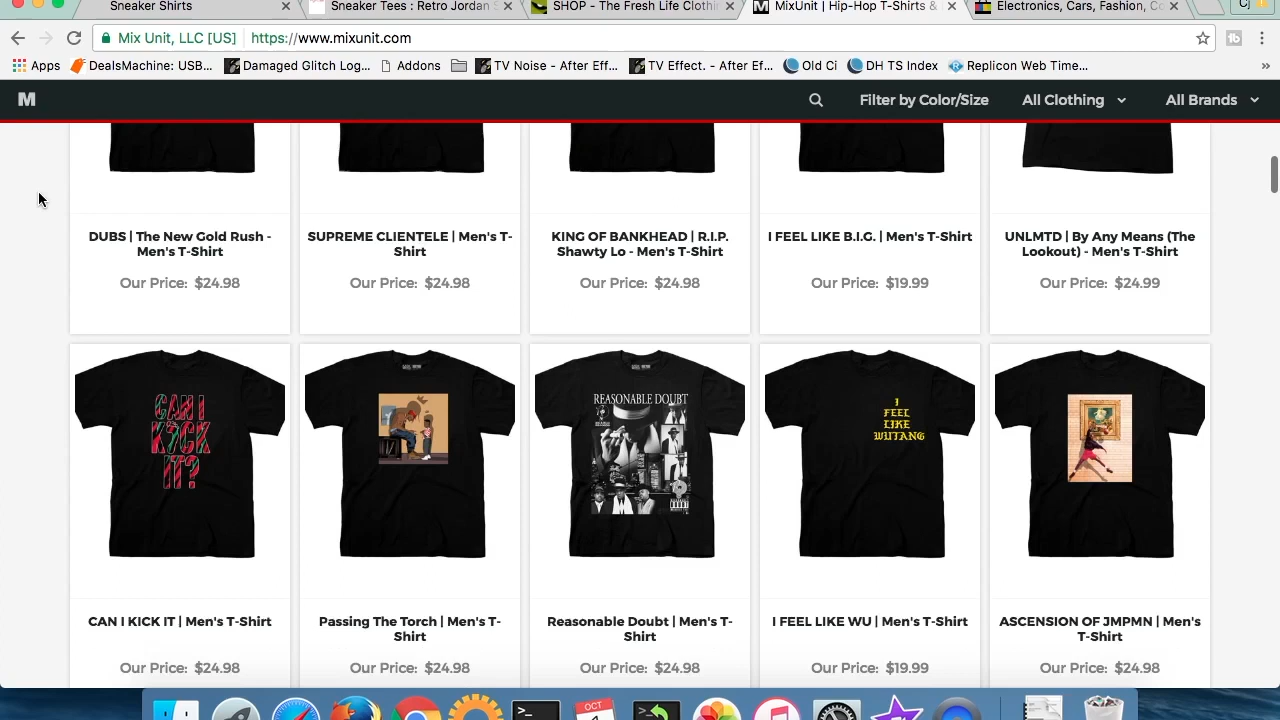 Sneaker Shirts
Sneaker Tees : Retro Jordan S
SHOP - The Fresh Life Clothin
MixUnit | Hip-Hop T-Shirts &
Electronics, Cars, Fashion, Co
Mix Unit, LLC [US]
https://www.mixunit.com
Apps
DealsMachine: USB...
Damaged Glitch Log...
Addons
TV Noise - After Eff...
TV Effect. - After Ef...
Old Ci
DH TS Index
Replicon Web Time...
»
M
Filter by Color/Size
All Clothing
All Brands
DUBS | The New Gold Rush -
Men's T-Shirt
Our Price: $24.98
SUPREME CLIENTELE | Men's T-
Shirt
Our Price: $24.98
KING OF BANKHEAD | R.I.P.
Shawty Lo - Men's T-Shirt
Our Price: $24.98
I FEEL LIKE B.I.G. | Men's T-Shirt
Our Price: $19.99
UNLMTD | By Any Means (The
Lookout) - Men's T-Shirt
Our Price: $24.99
CAN I
KICK
IT?
CAN I KICK IT | Men's T-Shirt
Our Price: $24.98
Passing The Torch | Men's T-
Shirt
Our Price: $24.98
REASONABLE DOUBT
Reasonable Doubt | Men's T-
Shirt
Our Price: $24.98
I
FEEL
LIKE
WUTANG
I FEEL LIKE WU | Men's T-Shirt
Our Price: $19.99
ASCENSION OF JMPMN | Men's
T-Shirt
Our Price: $24.98
OCT